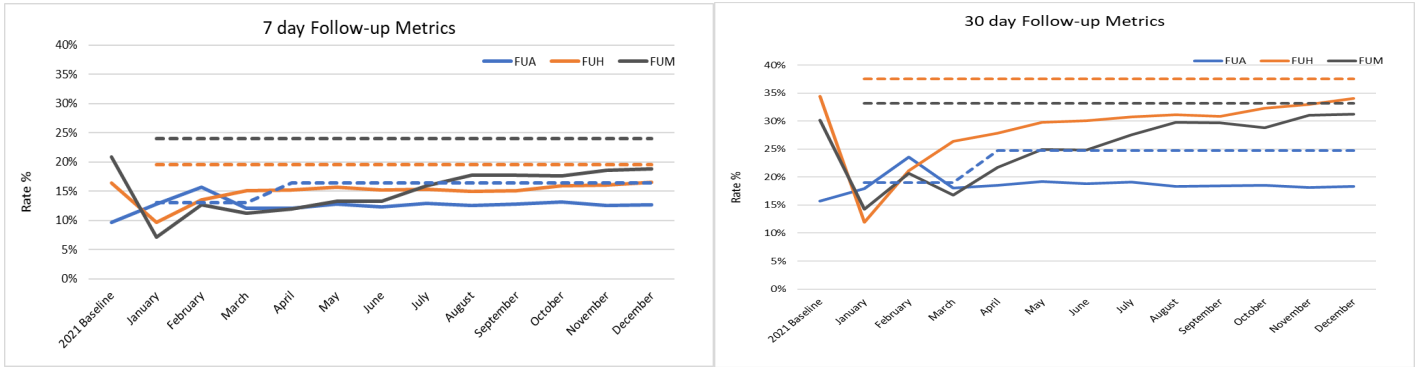 7 day Follow-up Metrics
FUA FUH FUM
40%
35%
30%
25%
20%
15%
10%
5%
0%
Rate %
2021 Baseline
January
February
March
April
May
June
July
August
September
October
November
December
30 day Follow-up Metrics
FUA FUH FUM
40%
35%
30%
25%
20%
15%
10%
5%
0%
Rate %
2021 Baseline
January
February
March
April
May
June
July
August
September
October
November
December